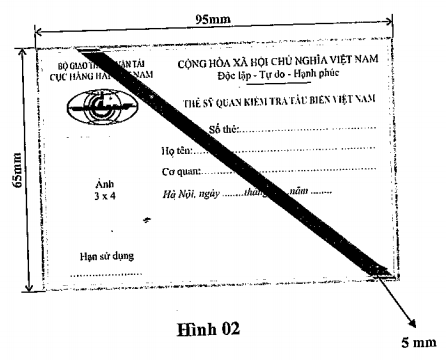 95mm
65mm
BỘ GIAO THÔNG VẬN TẢI
CỤC HÀNG HẢI VIỆT NAM
CỘNG HÒA XÃ HỘI CHỦ NGHĨA VIỆT NAM
Độc lập - Tự do - Hạnh phúc
THẺ SỸ QUAN KIỂM TRA TÀU BIỂN VIỆT NAM
Số thẻ:
Họ tên:
Cơ quan:
Hà Nội, ngày ........tháng.......năm ........
Ảnh
3 x 4
Hạn sử dụng
....................
5 mm
Hình 02